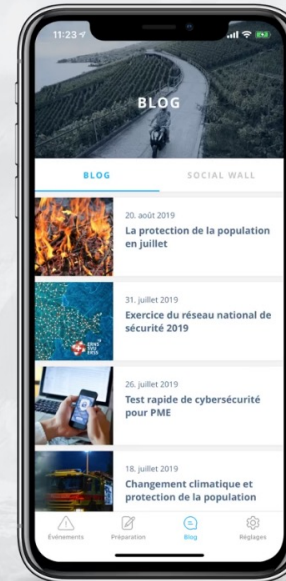 11:23
BLOG
BLOG
SOCIAL WALL
20. août 2019
La protection de la population
en juillet
31. juillet 2019
Exercice du réseau national de
sécurité 2019
26. juillet 2019
Test rapide de cybersécurité
pour PME
18. juillet 2019
Changement climatique et
protection de la population
Événements
Préparation
Blog
Réglages